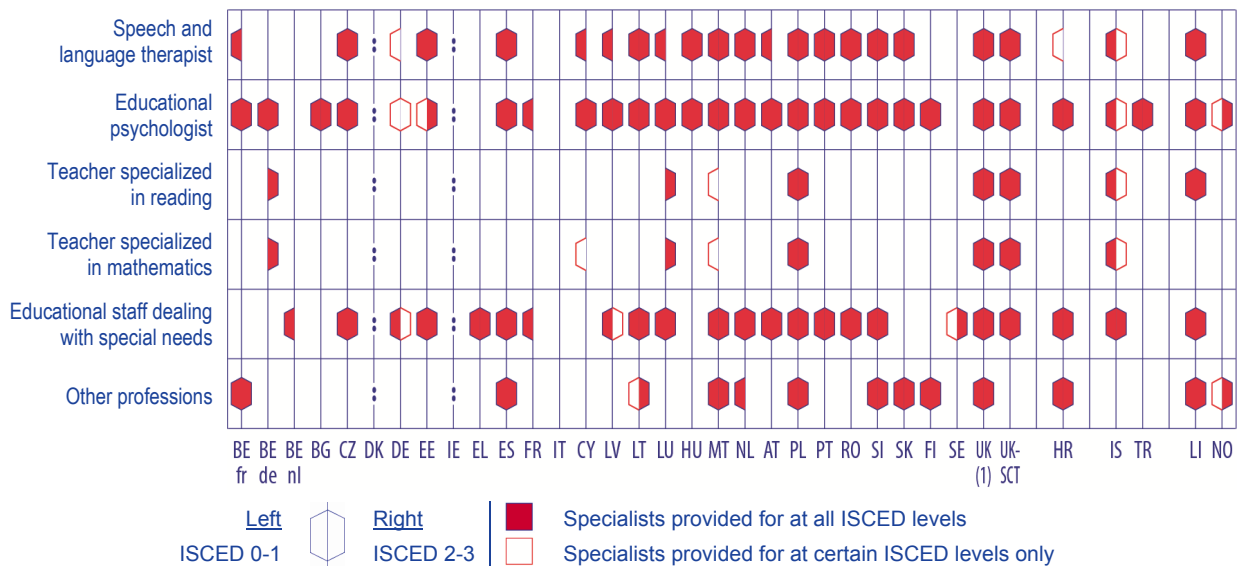 Speech and
language therapist
Educational
psychologist
Teacher specialized
in reading
Teacher specialized
in mathematics
Educational staff dealing
with special needs
Other professions
BE BE BE BG CZ DK DE EE IE EL ES FR IT CY LV LT LU HU MT NL AT PL PT RO SI SK FI SE UK UK- HR IS TR LI NO
fr de nl (1) SCT
Left Right Specialists provided for at all ISCED levels
ISCED 0-1 ISCED 2-3 Specialists provided for at certain ISCED levels only